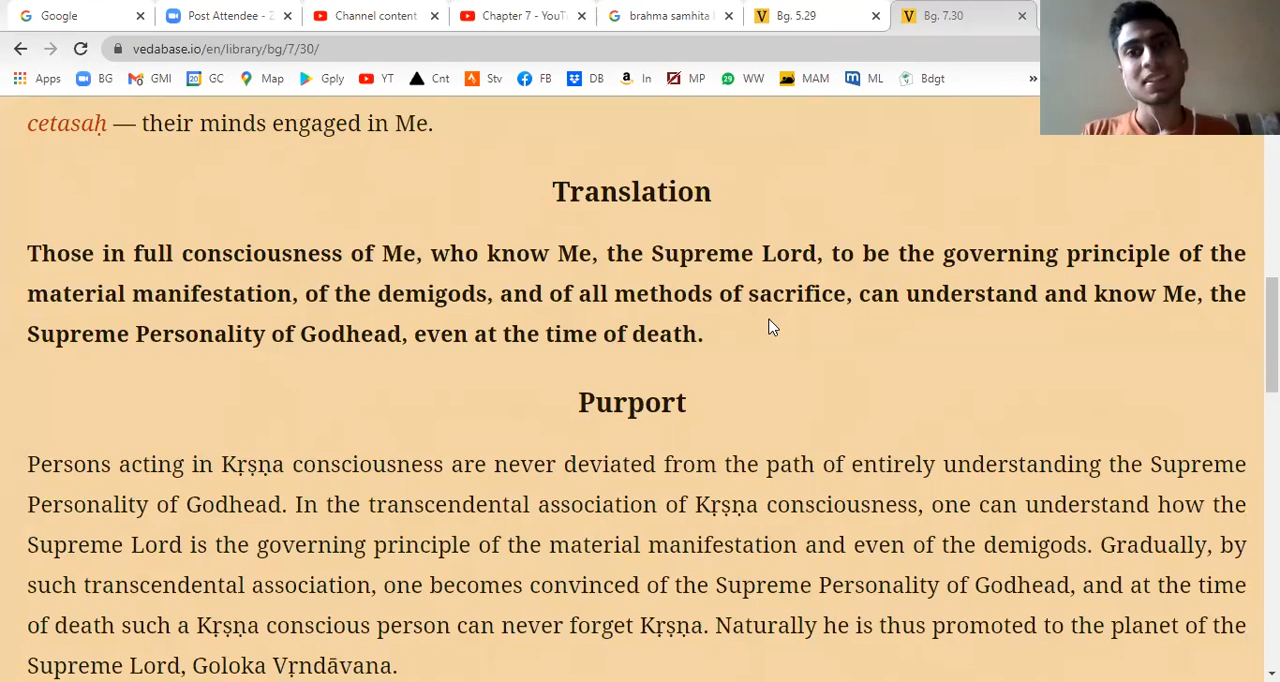 Google
Post Attendee - Z
Channel content
Chapter 7 - YouT
brahma samhita
Bg. 5.29
Bg. 7.30
vedabase.io/en/library/bg/7/30/
Apps BG GMI GC Map Gply YT Cnt Stv FB DB In MP WW MAM ML Bdgt »
cetasaḥ — their minds engaged in Me.
Translation
Those in full consciousness of Me, who know Me, the Supreme Lord, to be the governing principle of the
material manifestation, of the demigods, and of all methods of sacrifice, can understand and know Me, the
Supreme Personality of Godhead, even at the time of death.
Purport
Persons acting in Kṛṣṇa consciousness are never deviated from the path of entirely understanding the Supreme
Personality of Godhead. In the transcendental association of Kṛṣṇa consciousness, one can understand how the
Supreme Lord is the governing principle of the material manifestation and even of the demigods. Gradually, by
such transcendental association, one becomes convinced of the Supreme Personality of Godhead, and at the time
of death such a Kṛṣṇa conscious person can never forget Kṛṣṇa. Naturally he is thus promoted to the planet of the
Supreme Lord, Goloka Vṛndāvana.